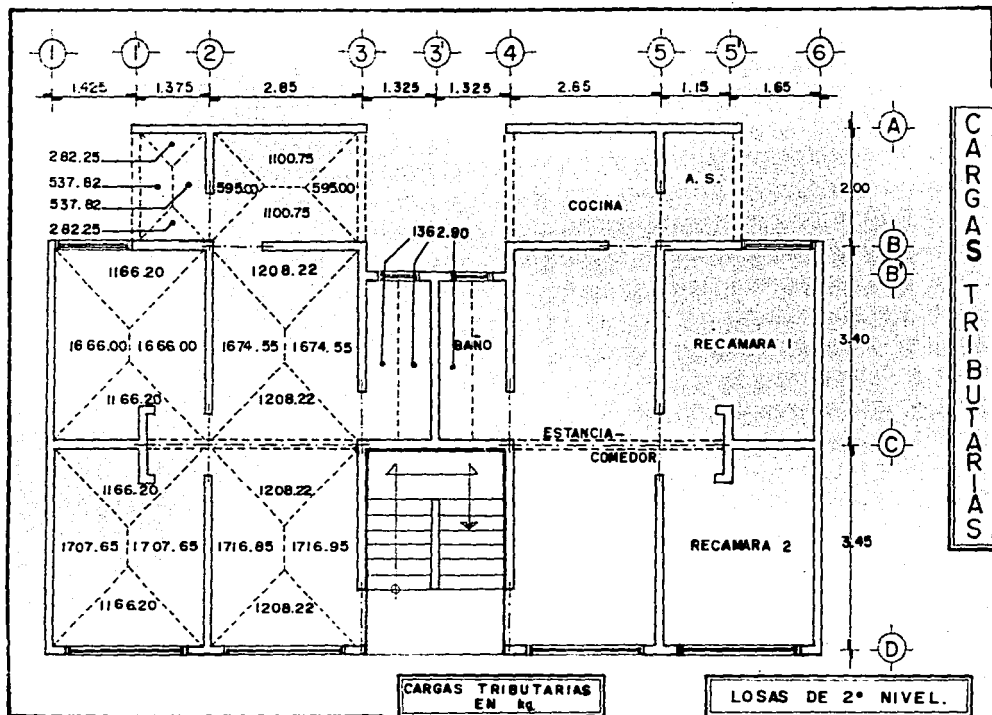 1 1' 2 3 3' 4 5 5' 6
1.425 1.375 2.85 1.325 1.325 2.65 1.15 1.65
A
282.25
1100.75
537.82
595.00 595.00
A. S.
2.00
537.82
1100.75
COCINA
282.25
1362.90
B
1166.20 1208.22
B'
1666.00 1666.00 1674.55 1674.55
BAÑO
RECAMARA 1
3.40
1166.20 1208.22
ESTANCIA-
C
COMEDOR
1166.20 1208.22
1707.65 1707.65 1716.85 1716.95
RECAMARA 2
3.45
1166.20 1208.22
D
CARGAS TRIBUTARIAS
EN kg
LOSAS DE 2° NIVEL.
CARGAS TRIBUTARIAS